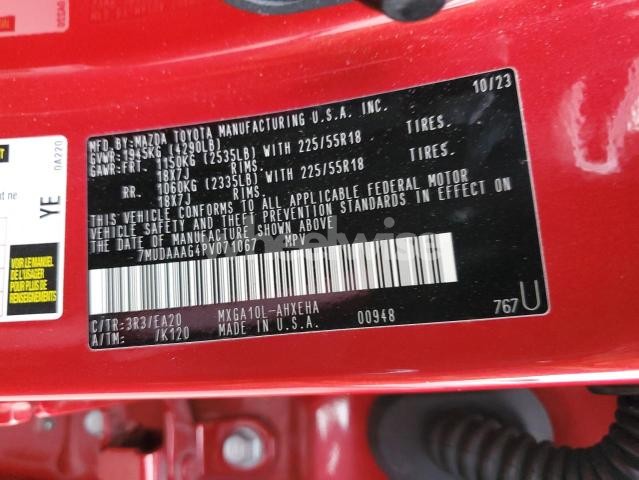 10/23
MFD. BY: MAZDA TOYOTA MANUFACTURING U.S.A. INC.
GVWR: 1945KG (4290LB)
GAWR: FRT. 1150KG (2535LB) WITH 225/55R18 TIRES.
18X7J RIMS.
RR. 1060KG (2335LB) WITH 225/55R18 TIRES.
18X7J RIMS.
THIS VEHICLE CONFORMS TO ALL APPLICABLE FEDERAL MOTOR
VEHICLE SAFETY AND THEFT PREVENTION STANDARDS IN EFFECT ON
THE DATE OF MANUFACTURE SHOWN ABOVE.
7MUDAAAG4PV071067 MPV
C/TR: 3R3/EA20 MXGA10L-AHXEHA 00948
A/TM: /K120 MADE IN U.S.A. 767 U
0A220
YE
VOIR LE MANUEL
DE L'USAGER
POUR PLUS DE
RENSEIGNEMENTS
wheelwise